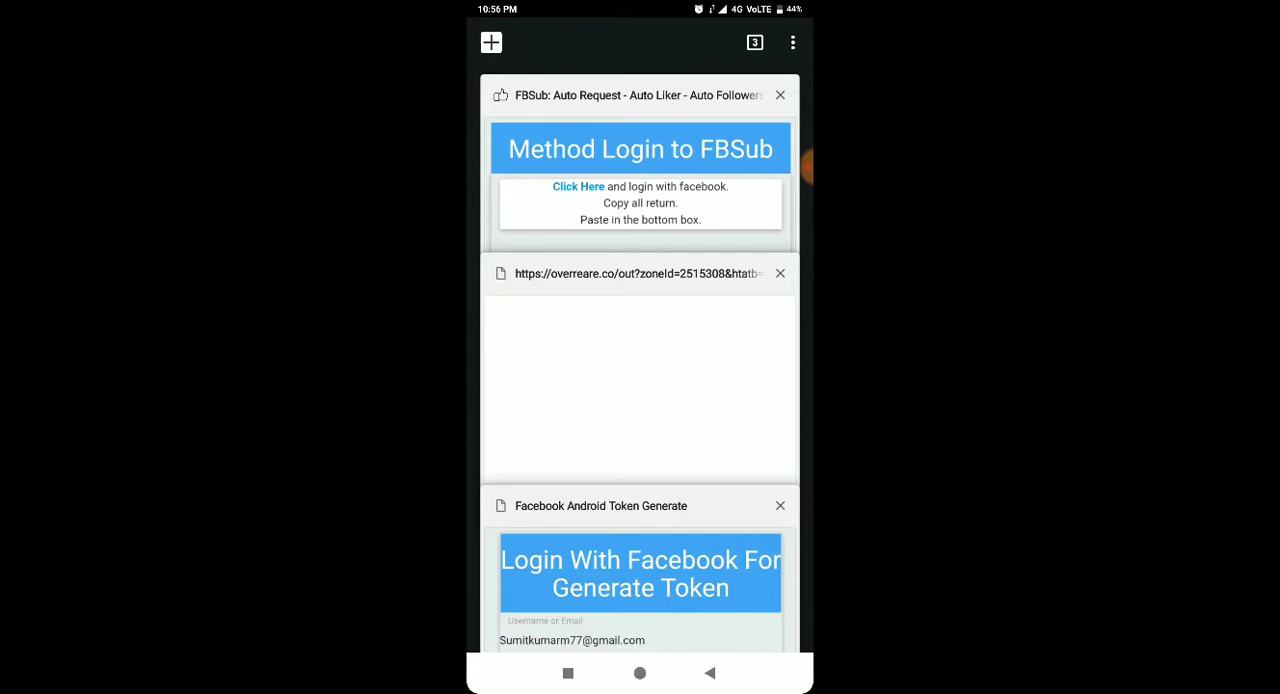 10:56 PM 4G VoLTE 44%
3
FBSub: Auto Request - Auto Liker - Auto Followers
Method Login to FBSub
Click Here and login with facebook.
Copy all return.
Paste in the bottom box.
https://overreare.co/out?zoneId=2515308&htatb=
Facebook Android Token Generate
Login With Facebook For
Generate Token
Username or Email
Sumitkumarm77@gmail.com